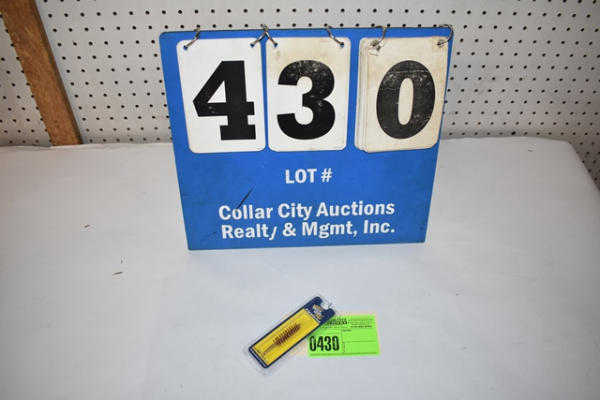 430
LOT #
Collar City Auctions
Realty & Mgmt, Inc.
0430